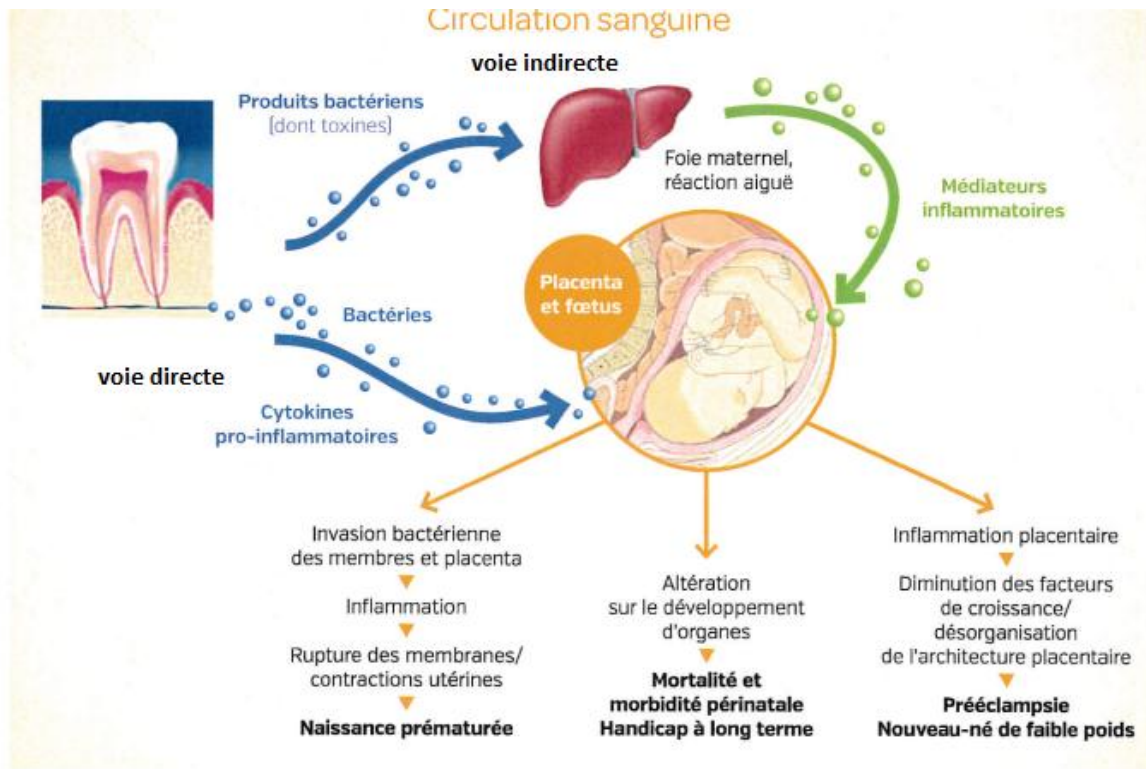 Circulation sanguine
voie indirecte
Produits bactériens
(dont toxines)
Foie maternel,
réaction aiguë
Médiateurs
inflammatoires
Placenta
et fœtus
Bactéries
voie directe
Cytokines
pro-inflammatoires
Invasion bactérienne
des membres et placenta
Inflammation
Rupture des membranes/
contractions utérines
Naissance prématurée
Altération
sur le développement
d'organes
Mortalité et
morbidité périnatale
Handicap à long terme
Inflammation placentaire
Diminution des facteurs
de croissance/
désorganisation
de l'architecture placentaire
Prééclampsie
Nouveau-né de faible poids